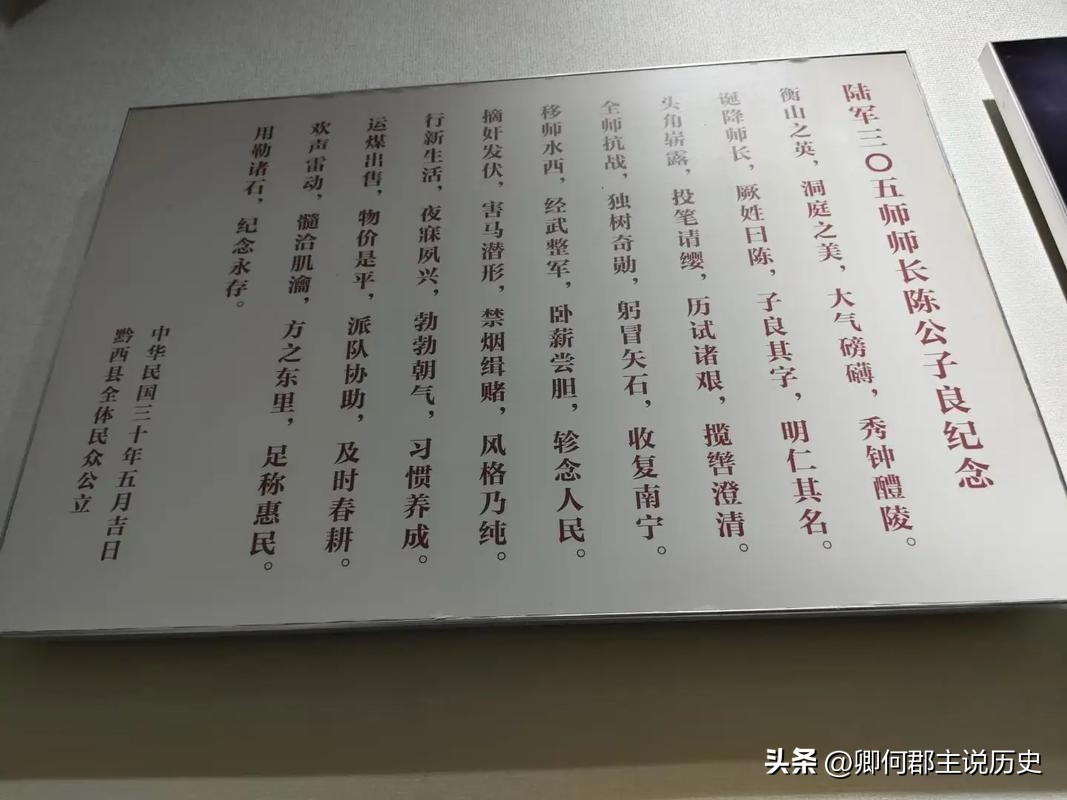 陆军三〇五师师长陈公子良纪念
衡山之英，洞庭之美，大气磅礴，秀钟醴陵。
诞降师长，厥姓曰陈，子良其字，明仁其名。
头角崭露，投笔请缨，历试诸艰，揽辔澄清。
全师抗战，独树奇勋，躬冒矢石，收复南宁。
移师水西，经武整军，卧薪尝胆，轸念人民。
摘奸发伏，害马潜形，禁烟缉赌，风格乃纯。
行新生活，夜寐夙兴，勃勃朝气，习惯养成。
运煤出售，物价是平，派队协助，及时春耕。
欢声雷动，髓洽肌瀹，方之东里，足称惠民。
用勒诸石，纪念永存。
中华民国三十年五月吉日
黔西县全体民众公立
头条 @卿何郡主说历史